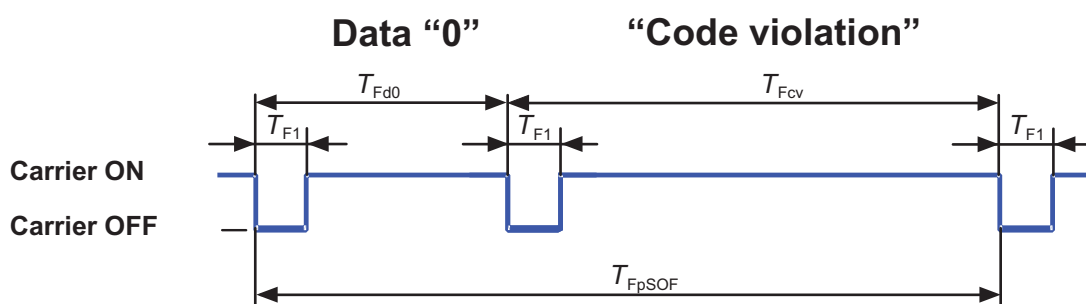 Data “0” “Code violation”
TFd0 TFcv
TF1 TF1 TF1
Carrier ON
Carrier OFF
TFpSOF